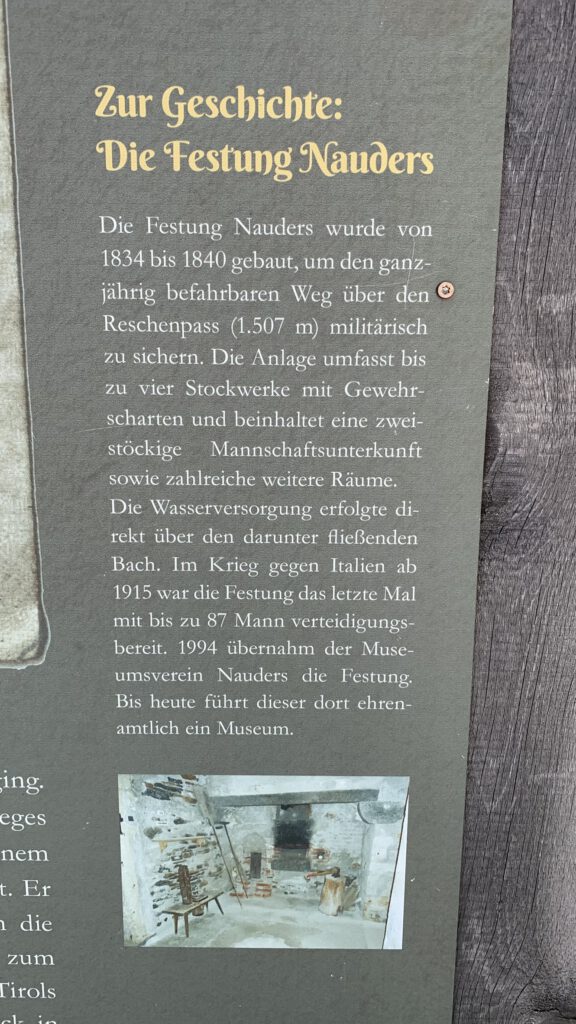 Zur Geschichte:
Die Festung Nauders
Die Festung Nauders wurde von
1834 bis 1840 gebaut, um den ganz-
jährig befahrbaren Weg über den
Reschenpass (1.507 m) militärisch
zu sichern. Die Anlage umfasst bis
zu vier Stockwerke mit Gewehr-
scharten und beinhaltet eine zwei-
stöckige Mannschaftsunterkunft
sowie zahlreiche weitere Räume.
Die Wasserversorgung erfolgte di-
rekt über den darunter fließenden
Bach. Im Krieg gegen Italien ab
1915 war die Festung das letzte Mal
mit bis zu 87 Mann verteidigungs-
bereit. 1994 übernahm der Muse-
umsverein Nauders die Festung.
Bis heute führt dieser dort ehren-
amtlich ein Museum.
ging.
eges
nem
t. Er
die
zum
Tirols
in